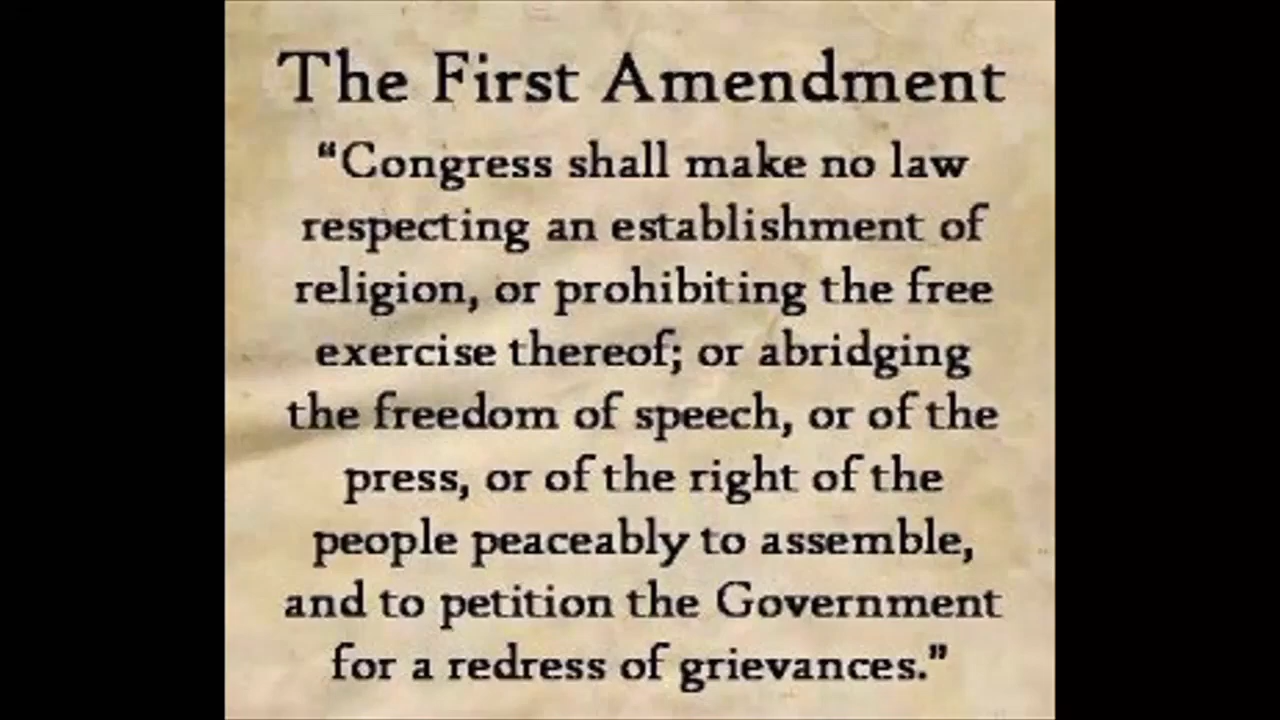 The First Amendment
“Congress shall make no law
respecting an establishment of
religion, or prohibiting the free
exercise thereof; or abridging
the freedom of speech, or of the
press, or of the right of the
people peaceably to assemble,
and to petition the Government
for a redress of grievances.”